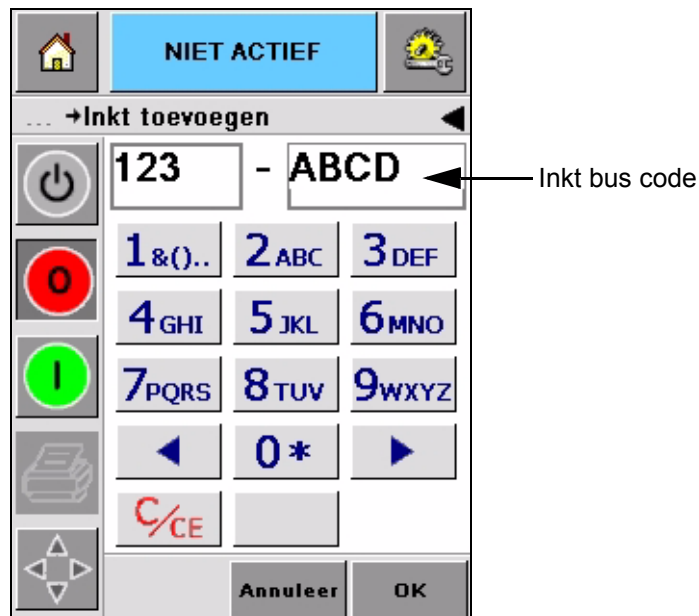 NIET ACTIEF
... →Inkt toevoegen
123 - ABCD
Inkt bus code
1&().. 2ABC 3DEF
O
4GHI 5JKL 6MNO
I
7PQRS 8TUV 9WXYZ
0*
C/CE
Annuleer OK